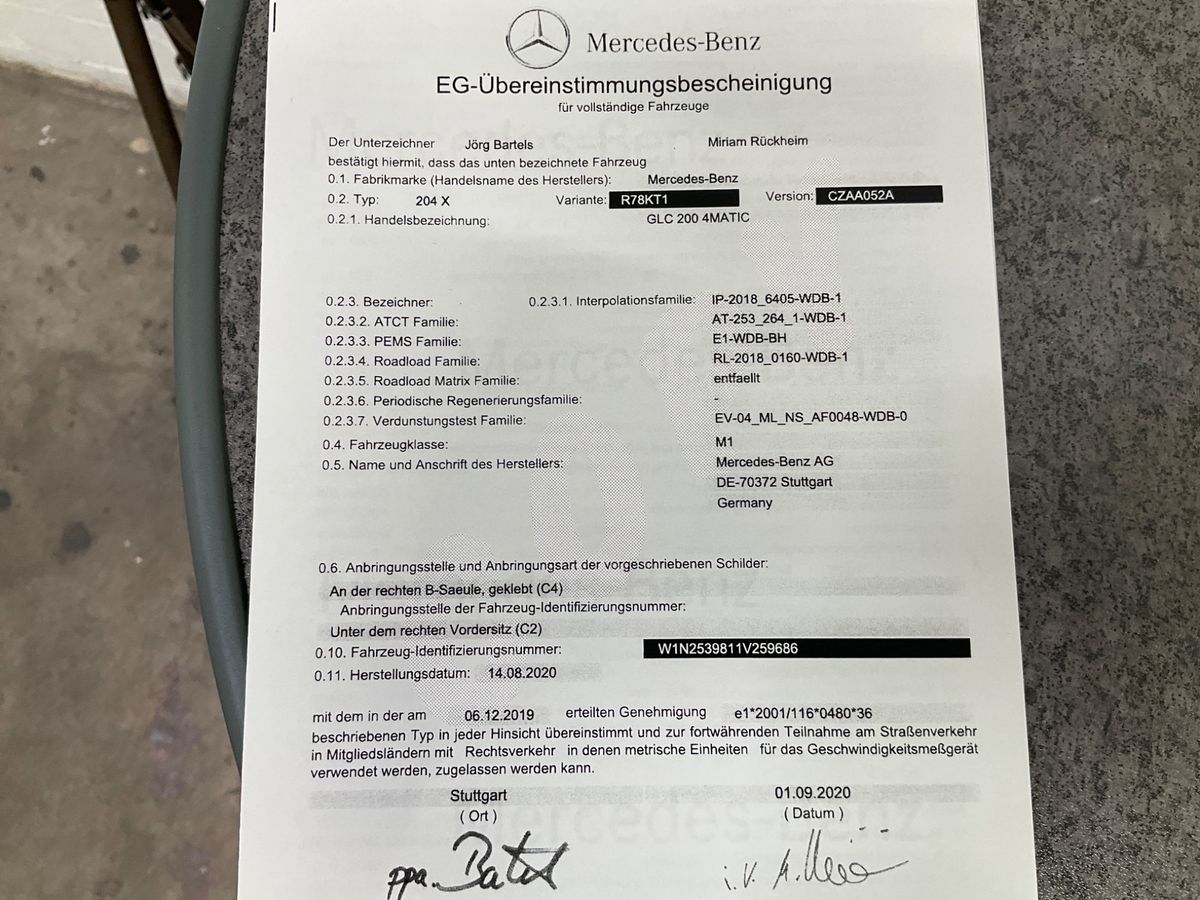 Mercedes-Benz
EG-Übereinstimmungsbescheinigung
für vollständige Fahrzeuge
Der Unterzeichner Jörg Bartels Miriam Rückheim
bestätigt hiermit, dass das unten bezeichnete Fahrzeug
0.1. Fabrikmarke (Handelsname des Herstellers): Mercedes-Benz
0.2. Typ: 204 X Variante: R78KT1 Version: CZAA052A
0.2.1. Handelsbezeichnung: GLC 200 4MATIC
0.2.3. Bezeichner: 0.2.3.1. Interpolationsfamilie: IP-2018_6405-WDB-1
0.2.3.2. ATCT Familie: AT-253_264_1-WDB-1
0.2.3.3. PEMS Familie: E1-WDB-BH
0.2.3.4. Roadload Familie: RL-2018_0160-WDB-1
0.2.3.5. Roadload Matrix Familie: entfaellt
0.2.3.6. Periodische Regenerierungsfamilie: -
0.2.3.7. Verdunstungstest Familie: EV-04_ML_NS_AF0048-WDB-0
0.4. Fahrzeugklasse: M1
0.5. Name und Anschrift des Herstellers: Mercedes-Benz AG
DE-70372 Stuttgart
Germany
0.6. Anbringungsstelle und Anbringungsart der vorgeschriebenen Schilder:
An der rechten B-Saeule, geklebt (C4)
Anbringungsstelle der Fahrzeug-Identifizierungsnummer:
Unter dem rechten Vordersitz (C2)
0.10. Fahrzeug-Identifizierungsnummer: W1N2539811V259686
0.11. Herstellungsdatum: 14.08.2020
mit dem in der am 06.12.2019 erteilten Genehmigung e1*2001/116*0480*36
beschriebenen Typ in jeder Hinsicht übereinstimmt und zur fortwährenden Teilnahme am Straßenverkehr
in Mitgliedsländern mit Rechtsverkehr in denen metrische Einheiten für das Geschwindigkeitsmeßgerät
verwendet werden, zugelassen werden kann.
Stuttgart 01.09.2020
( Ort ) ( Datum )
ppa. Bartels i.V. M.